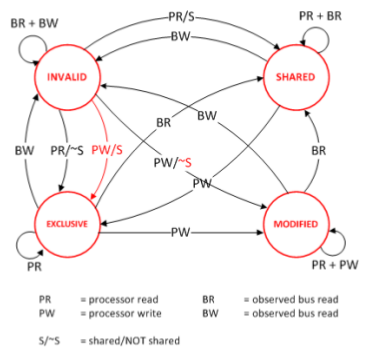 BR + BW
PR/S
PR + BR
BW
INVALID
SHARED
BR
BW
BW
PR/~S
PW/S
PW/~S
BR
PW
EXCLUSIVE
MODIFIED
PW
PR
PR + PW
PR = processor read BR = observed bus read
PW = processor write BW = observed bus read
S/~S = shared/NOT shared